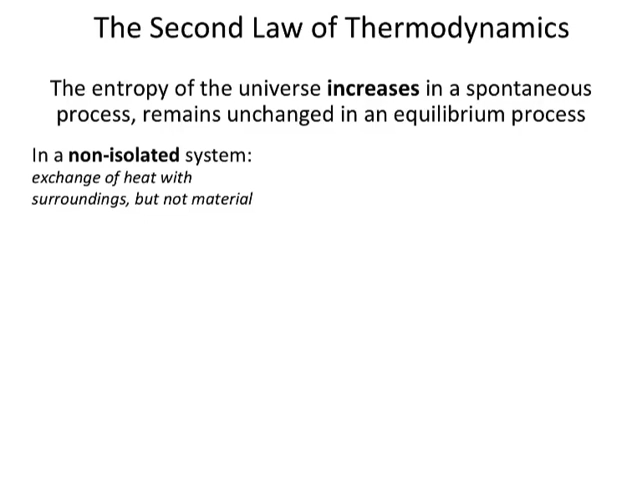 The Second Law of Thermodynamics
The entropy of the universe increases in a spontaneous
process, remains unchanged in an equilibrium process
In a non-isolated system:
exchange of heat with
surroundings, but not material